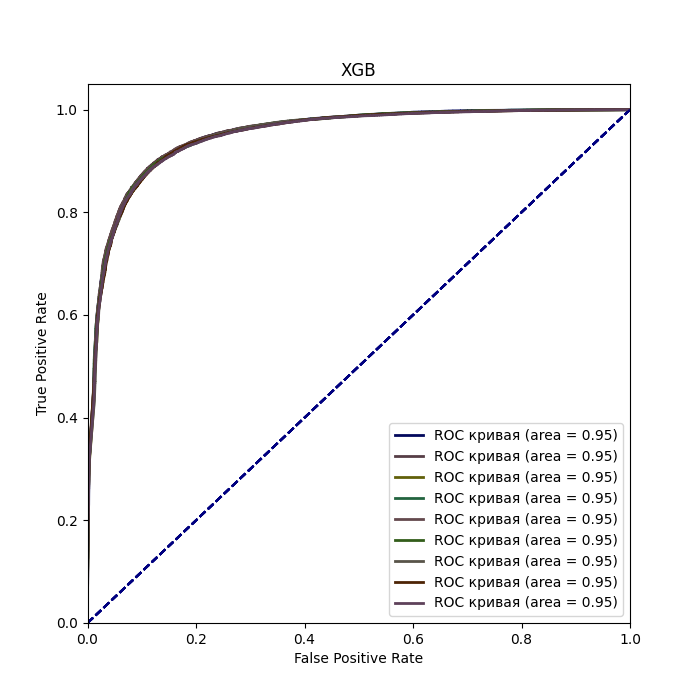 XGB
1.0
0.8
0.6
0.4
0.2
0.0
True Positive Rate
ROC кривая (area = 0.95)
ROC кривая (area = 0.95)
ROC кривая (area = 0.95)
ROC кривая (area = 0.95)
ROC кривая (area = 0.95)
ROC кривая (area = 0.95)
ROC кривая (area = 0.95)
ROC кривая (area = 0.95)
ROC кривая (area = 0.95)
0.0 0.2 0.4 0.6 0.8 1.0
False Positive Rate